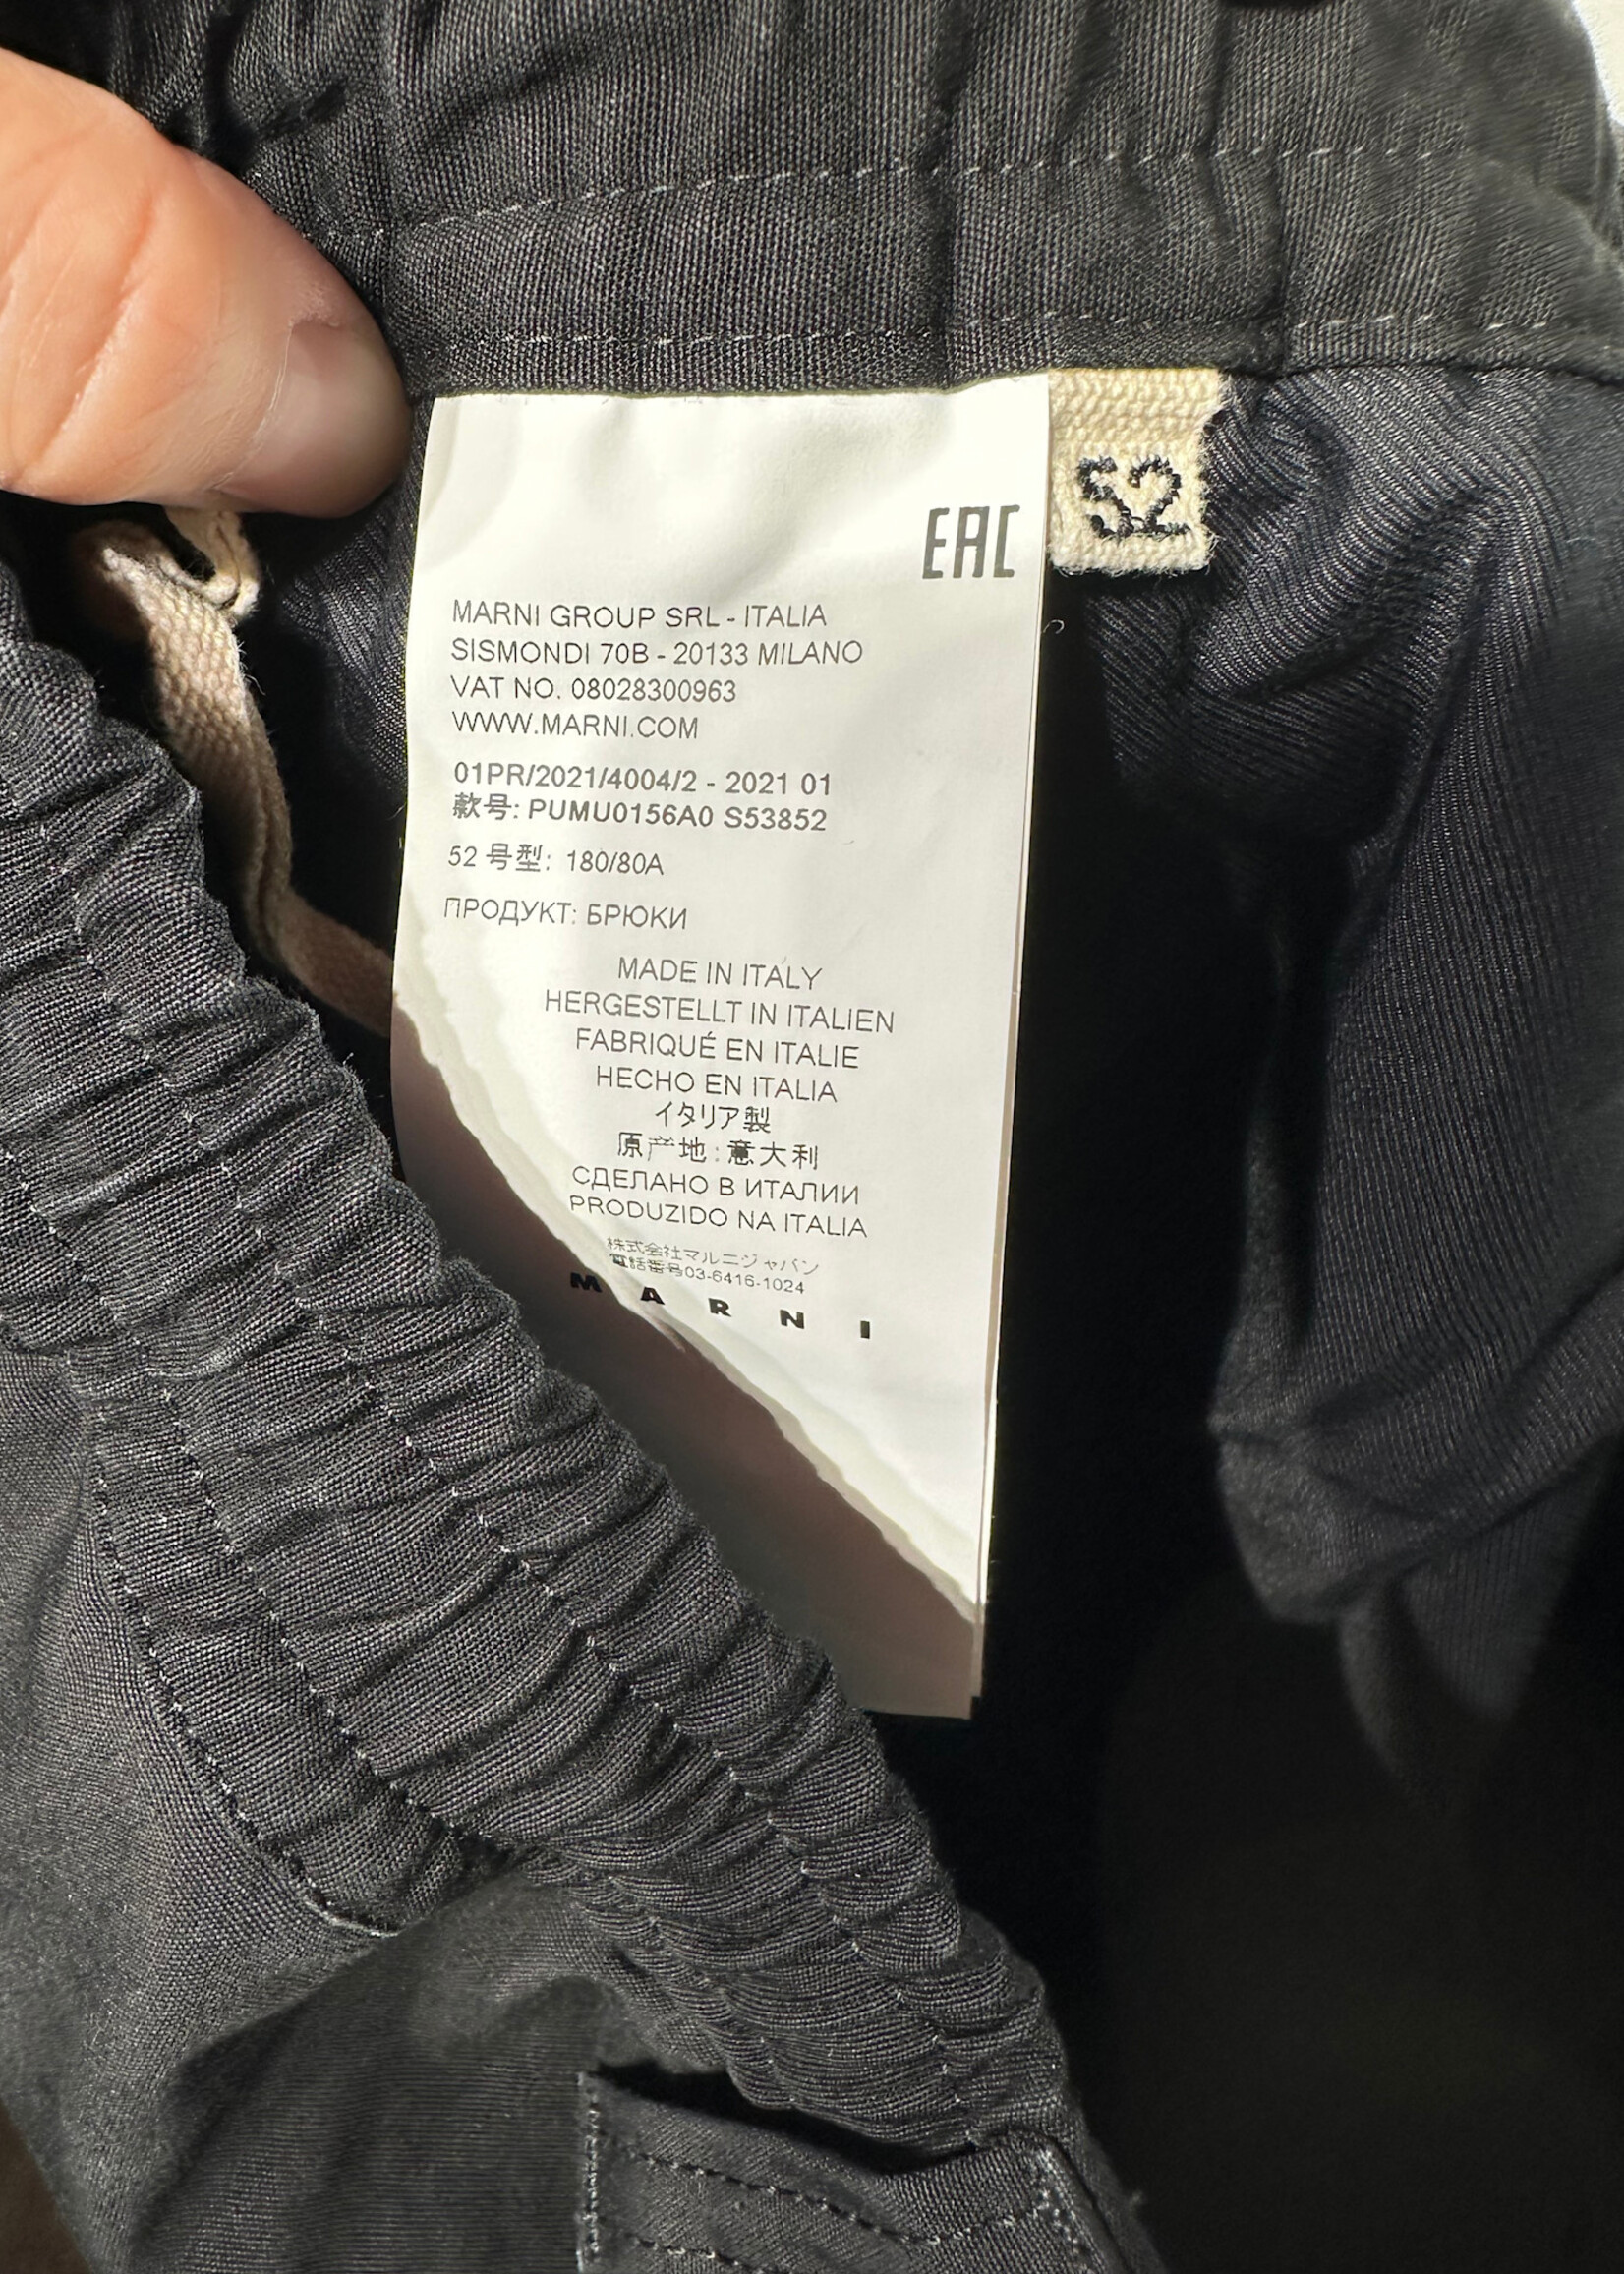 EAC
52
MARNI GROUP SRL - ITALIA
SISMONDI 70B - 20133 MILANO
VAT NO. 08028300963
WWW.MARNI.COM
01PR/2021/4004/2 - 2021 01
款号: PUMU0156A0 S53852
52 号型: 180/80A
ПРОДУКТ: БРЮКИ
MADE IN ITALY
HERGESTELLT IN ITALIEN
FABRIQUÉ EN ITALIE
HECHO EN ITALIA
イタリア製
原产地: 意大利
СДЕЛАНО В ИТАЛИИ
PRODUZIDO NA ITALIA
株式会社マルニジャパン
電話番号03-6416-1024
MARNI